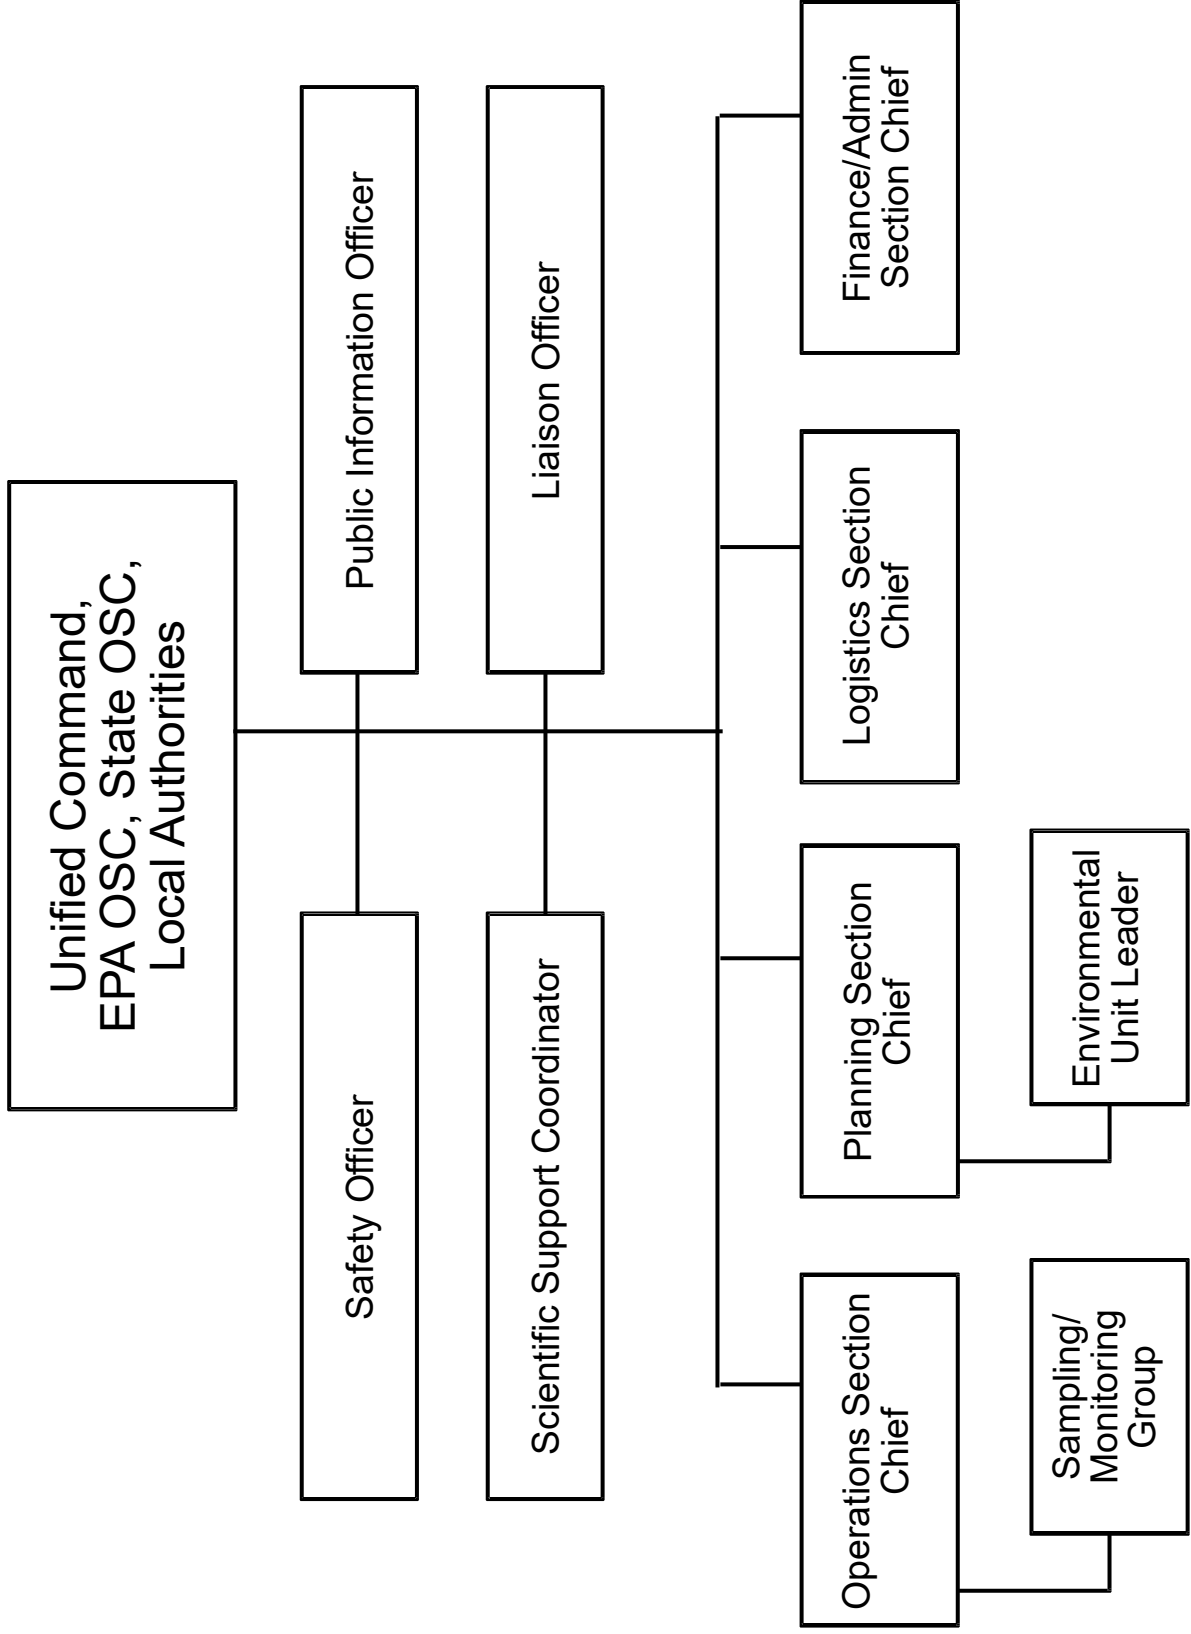 Unified Command,
EPA OSC, State OSC,
Local Authorities
Safety Officer
Public Information Officer
Scientific Support Coordinator
Liaison Officer
Operations Section
Chief
Planning Section
Chief
Logistics Section
Chief
Finance/Admin
Section Chief
Sampling/
Monitoring
Group
Environmental
Unit Leader